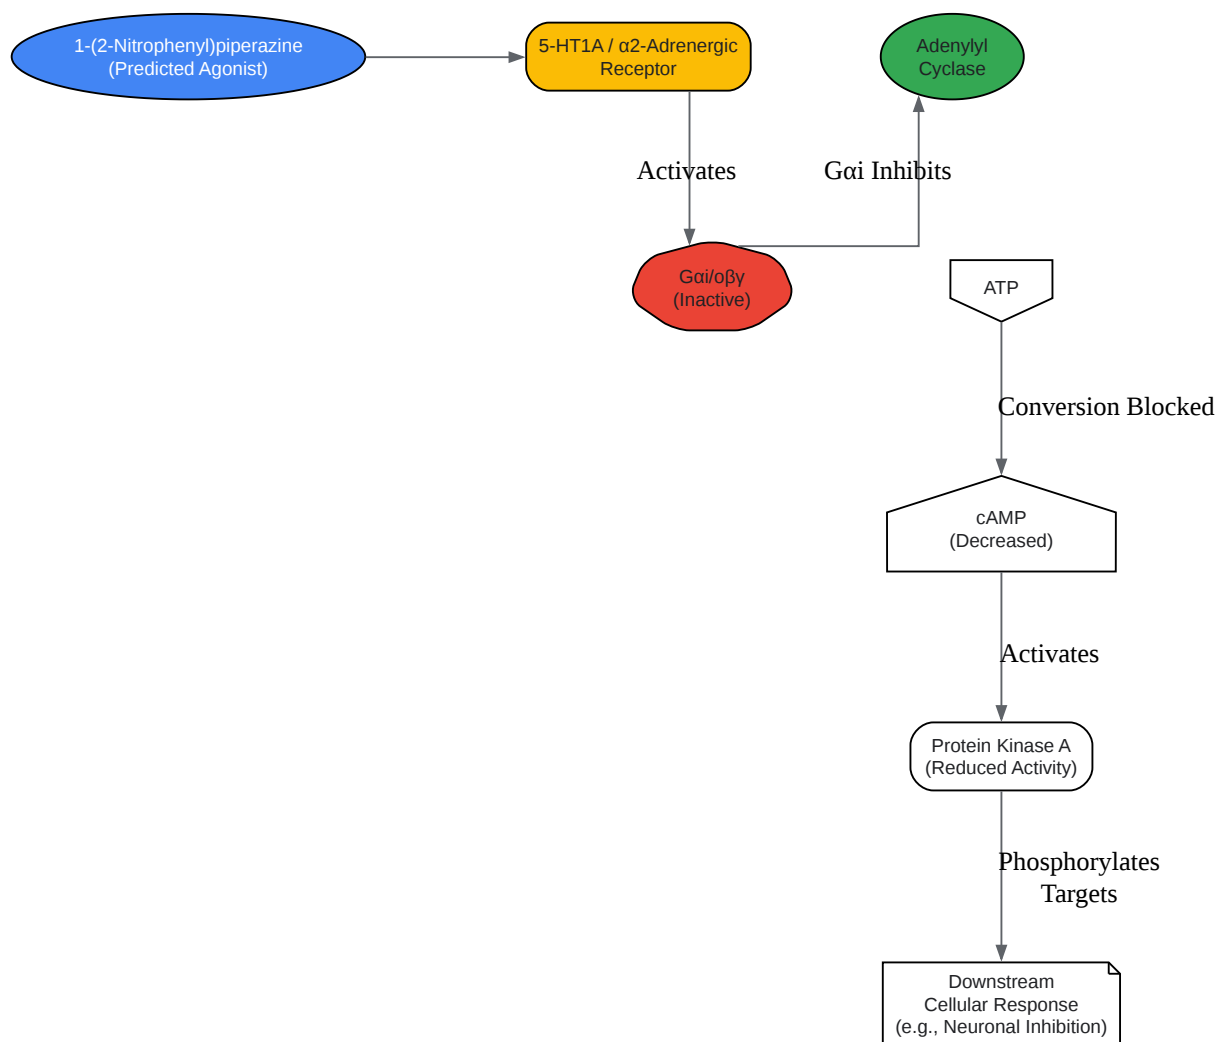 1-(2-Nitrophenyl)piperazine
(Predicted Agonist)
5-HT1A / α2-Adrenergic
Receptor
Adenylyl
Cyclase
Activates
Gαi Inhibits
Gαi/oβγ
(Inactive)
ATP
Conversion Blocked
cAMP
(Decreased)
Activates
Protein Kinase A
(Reduced Activity)
Phosphorylates
Targets
Downstream
Cellular Response
(e.g., Neuronal Inhibition)